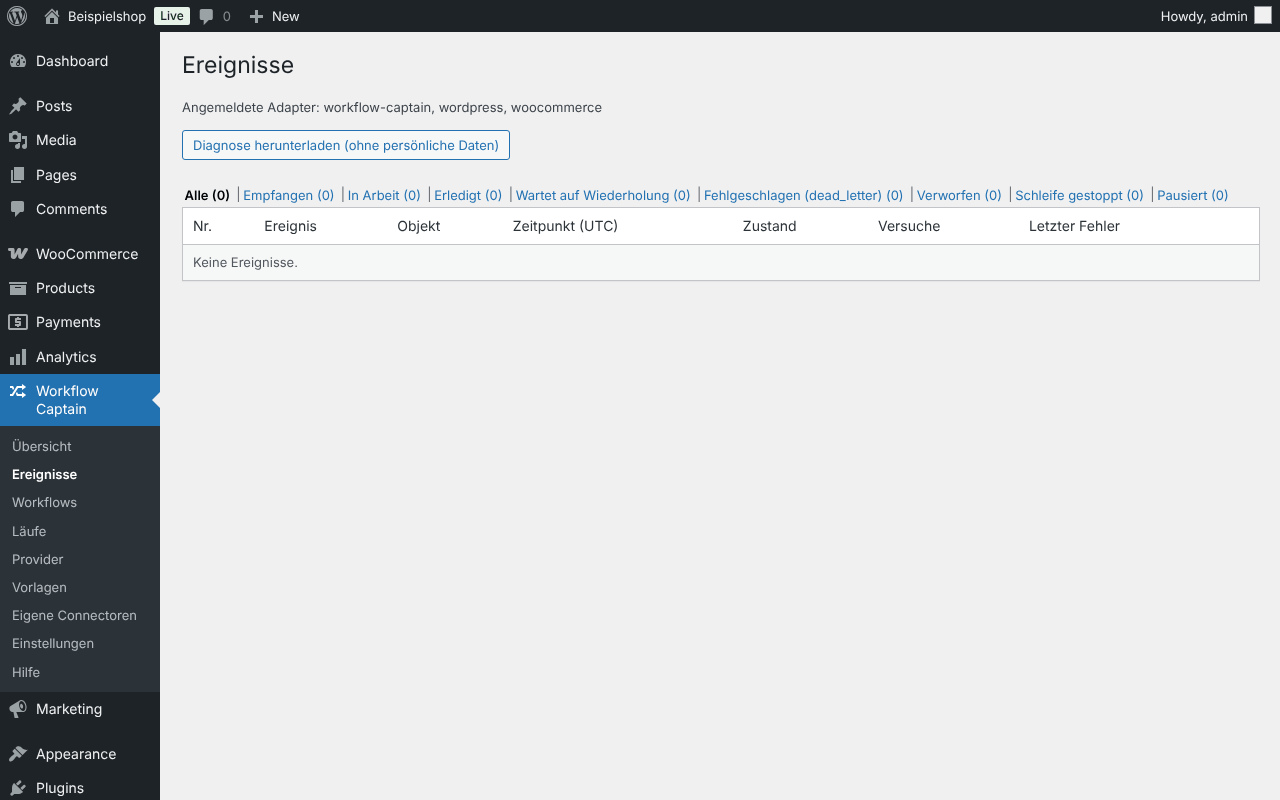 Beispielshop Live 0 New Howdy, admin
Dashboard
Posts
Media
Pages
Comments
WooCommerce
Products
Payments
Analytics
Workflow
Captain
Übersicht
Ereignisse
Workflows
Läufe
Provider
Vorlagen
Eigene Connectoren
Einstellungen
Hilfe
Marketing
Appearance
Plugins
Ereignisse
Angemeldete Adapter: workflow-captain, wordpress, woocommerce
Diagnose herunterladen (ohne persönliche Daten)
Alle (0) | Empfangen (0) | In Arbeit (0) | Erledigt (0) | Wartet auf Wiederholung (0) | Fehlgeschlagen (dead_letter) (0) | Verworfen (0) | Schleife gestoppt (0) | Pausiert (0)
Nr. Ereignis Objekt Zeitpunkt (UTC) Zustand Versuche Letzter Fehler
Keine Ereignisse.